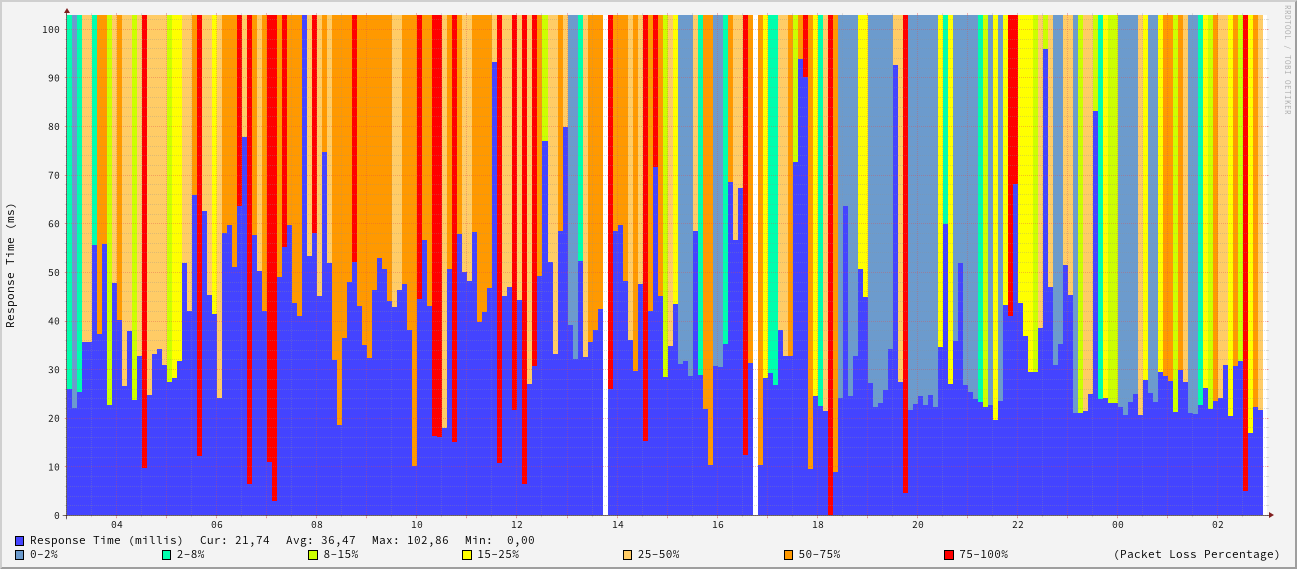 RRDTOOL / TOBI OETIKER
Response Time (ms)
100
90
80
70
60
50
40
30
20
10
0
04 06 08 10 12 14 16 18 20 22 00 02
Response Time (millis) Cur: 21,74 Avg: 36,47 Max: 102,86 Min: 0,00
0-2% 2-8% 8-15% 15-25% 25-50% 50-75% 75-100% (Packet Loss Percentage)